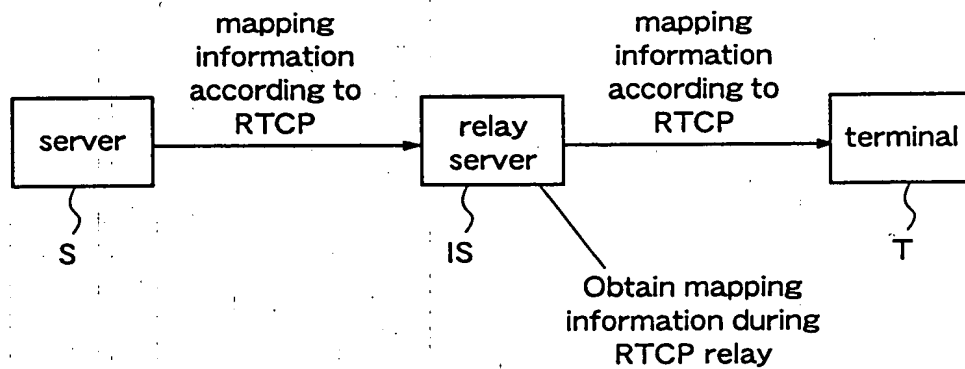 mapping
information
according to
RTCP
mapping
information
according to
RTCP
server
relay
server
terminal
S
IS
T
Obtain mapping
information during
RTCP relay